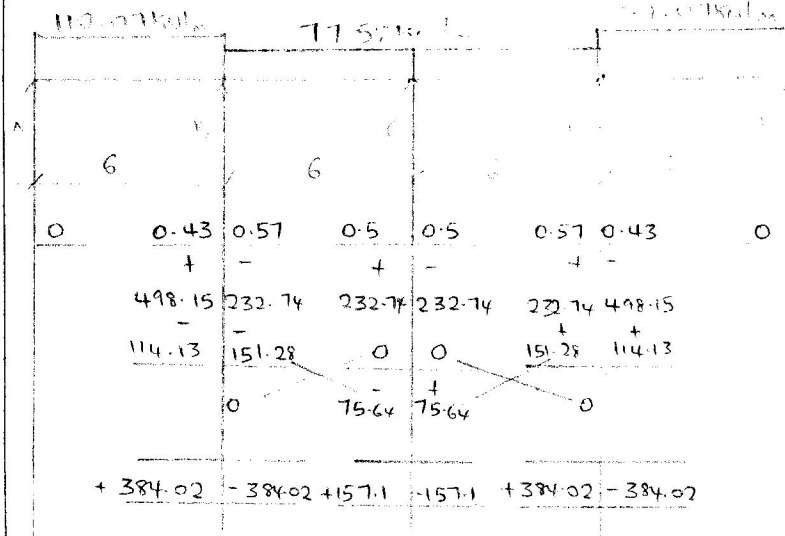 77.5
6 6
0 0.43 0.57 0.5 0.5 0.57 0.43 0
+ - + - + -
498.15 232.74 232.74 232.74 232.74 498.15
- - + +
114.13 151.28 0 0 151.28 114.13
- +
0 75.64 75.64 0
+ 384.02 - 384.02 +157.1 -157.1 + 384.02 - 384.02